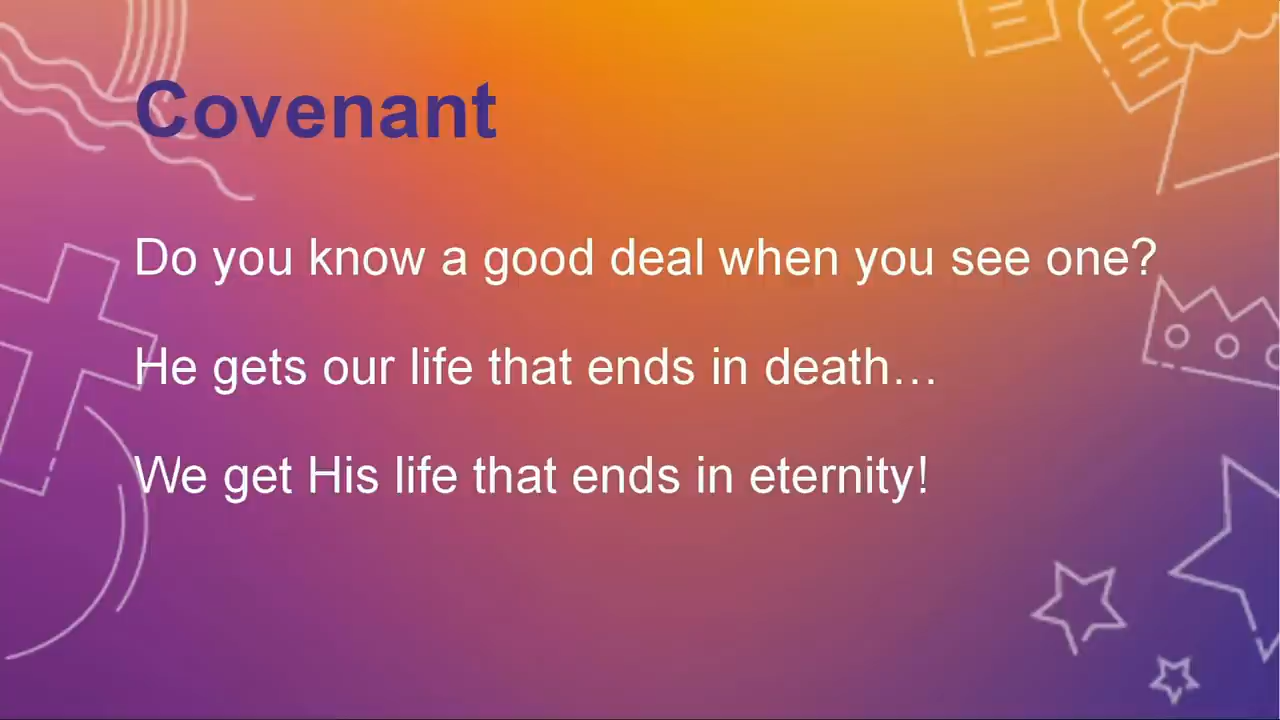 Covenant
Do you know a good deal when you see one?
He gets our life that ends in death…
We get His life that ends in eternity!